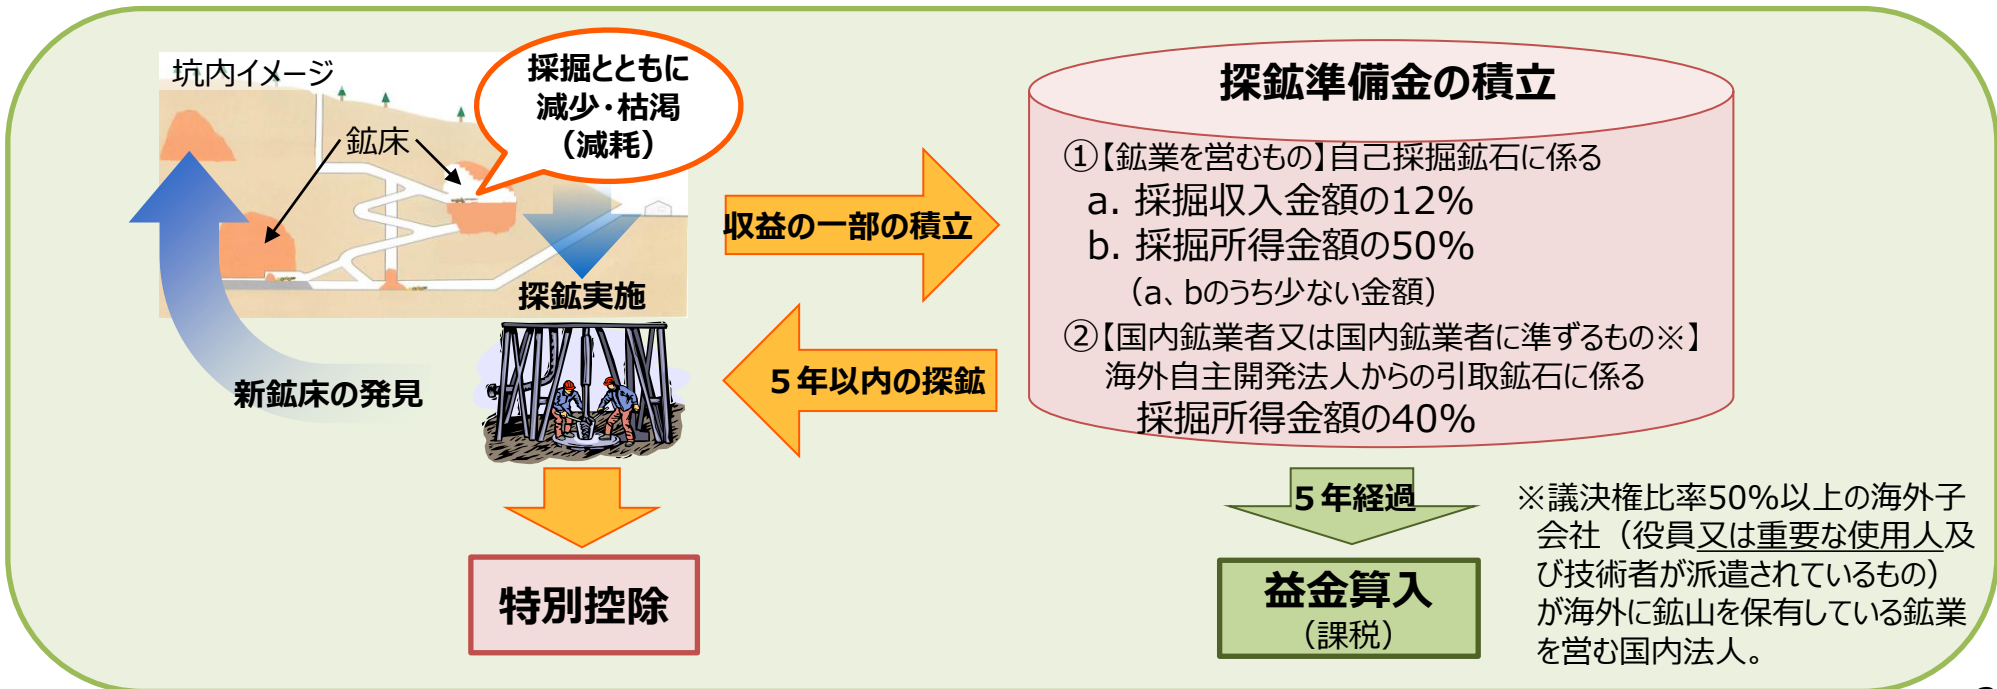 坑内イメージ
鉱床
採掘とともに
減少・枯渇
（減耗）
探鉱実施
新鉱床の発見
収益の一部の積立
５年以内の探鉱
探鉱準備金の積立
①【鉱業を営むもの】自己採掘鉱石に係る
a. 採掘収入金額の12%
b. 採掘所得金額の50%
（a、bのうち少ない金額）
②【国内鉱業者又は国内鉱業者に準ずるもの※】
海外自主開発法人からの引取鉱石に係る
採掘所得金額の40%
特別控除
５年経過
益金算入
（課税）
※議決権比率50%以上の海外子
会社（役員又は重要な使用人及
び技術者が派遣されているもの）
が海外に鉱山を保有している鉱業
を営む国内法人。